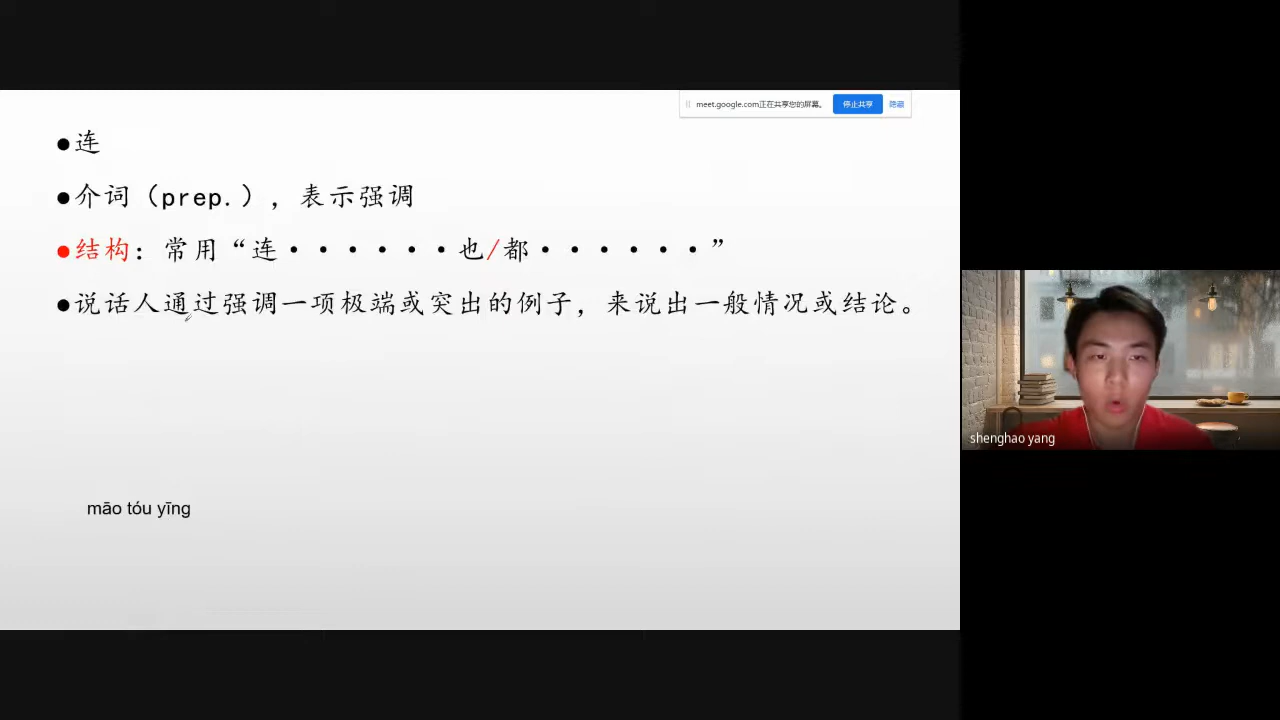 meet.google.com正在共享您的屏幕。 停止共享 隐藏
●连
●介词（prep.），表示强调
●结构：常用“连······也/都······”
●说话人通过强调一项极端或突出的例子，来说出一般情况或结论。
māo tóu yīng
shenghao yang